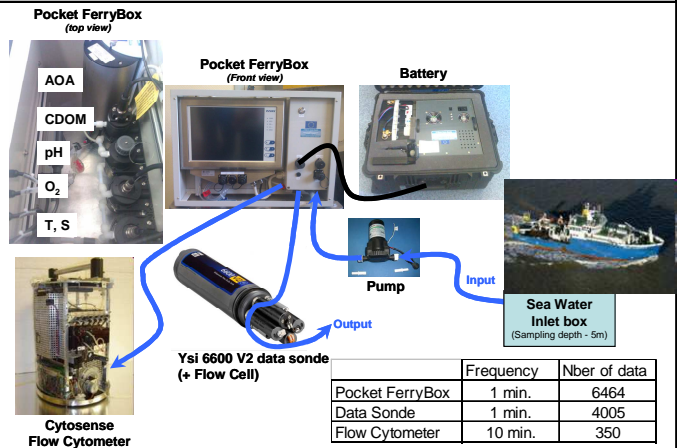 Pocket FerryBox
(top view)
AOA
CDOM
pH
O₂
T, S
Pocket FerryBox
(Front view)
Battery
Pump
Input
Sea Water
Inlet box
(Sampling depth - 5m)
Output
Ysi 6600 V2 data sonde
(+ Flow Cell)
Cytosense
Flow Cytometer
Frequency Nber of data
Pocket FerryBox 1 min. 6464
Data Sonde 1 min. 4005
Flow Cytometer 10 min. 350